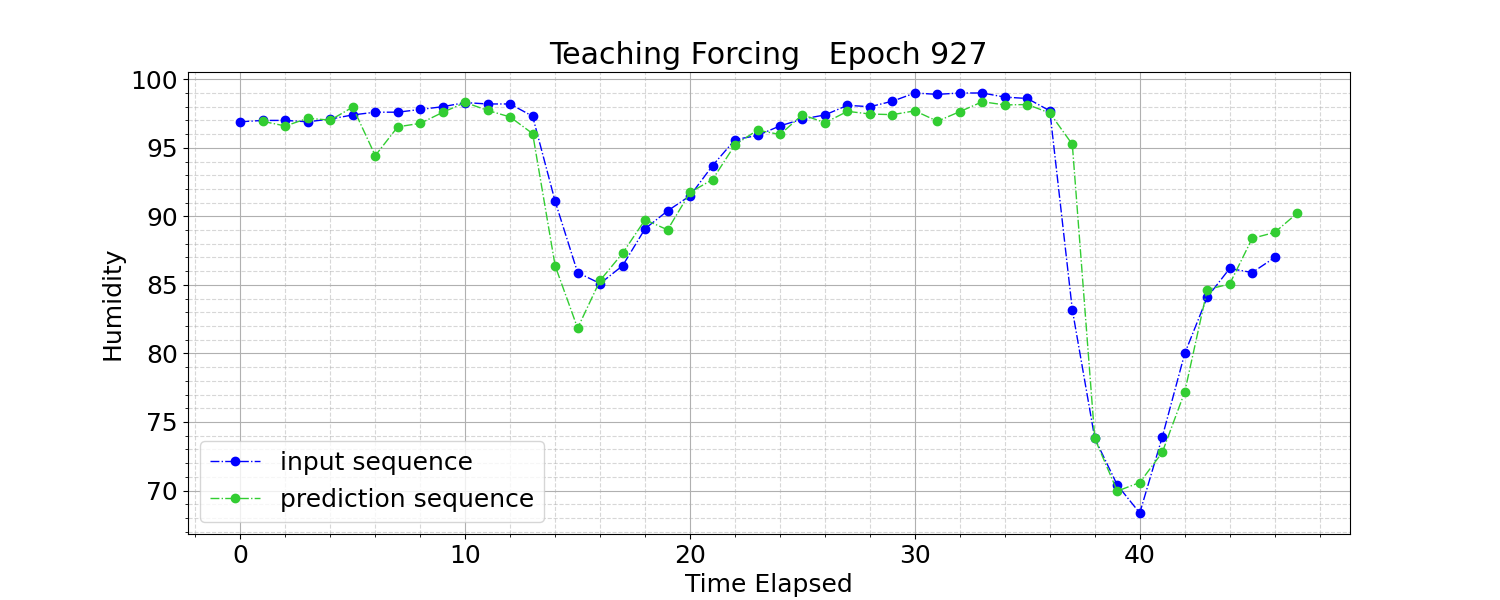 Teaching Forcing   Epoch 927
100
95
90
85
80
75
70
Humidity
input sequence
prediction sequence
0 10 20 30 40
Time Elapsed